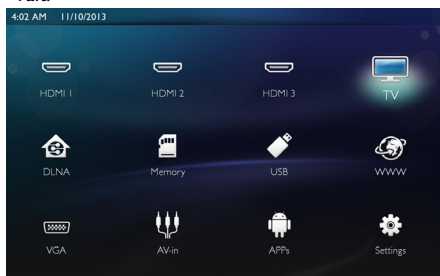 4:02 AM 11/10/2013
HDMI 1
HDMI 2
HDMI 3
TV
DLNA
Memory
USB
WWW
VGA
AV-in
APPs
Settings